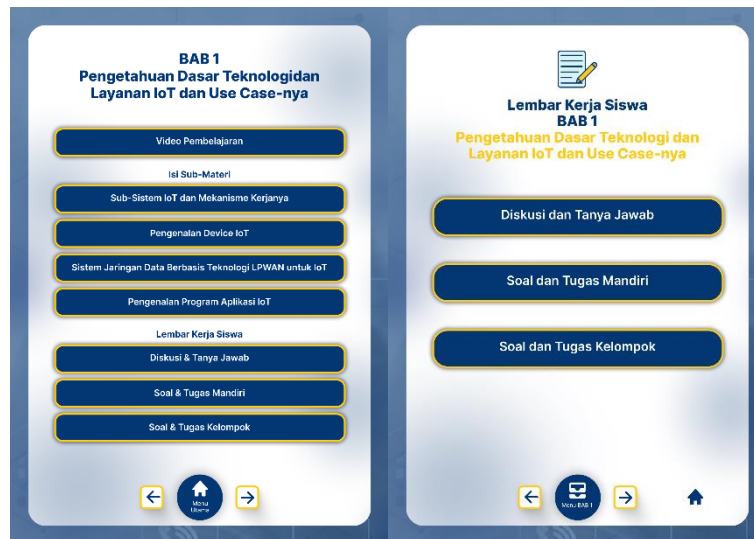 BAB 1
Pengetahuan Dasar Teknologidan
Layanan IoT dan Use Case-nya
Video Pembelajaran
Isi Sub-Materi
Sub-Sistem IoT dan Mekanisme Kerjanya
Pengenalan Device IoT
Sistem Jaringan Data Berbasis Teknologi LPWAN untuk IoT
Pengenalan Program Aplikasi IoT
Lembar Kerja Siswa
Diskusi & Tanya Jawab
Soal & Tugas Mandiri
Soal & Tugas Kelompok
Menu
Utama
Lembar Kerja Siswa
BAB 1
Pengetahuan Dasar Teknologi dan
Layanan IoT dan Use Case-nya
Diskusi dan Tanya Jawab
Soal dan Tugas Mandiri
Soal dan Tugas Kelompok
Menu BAB 1